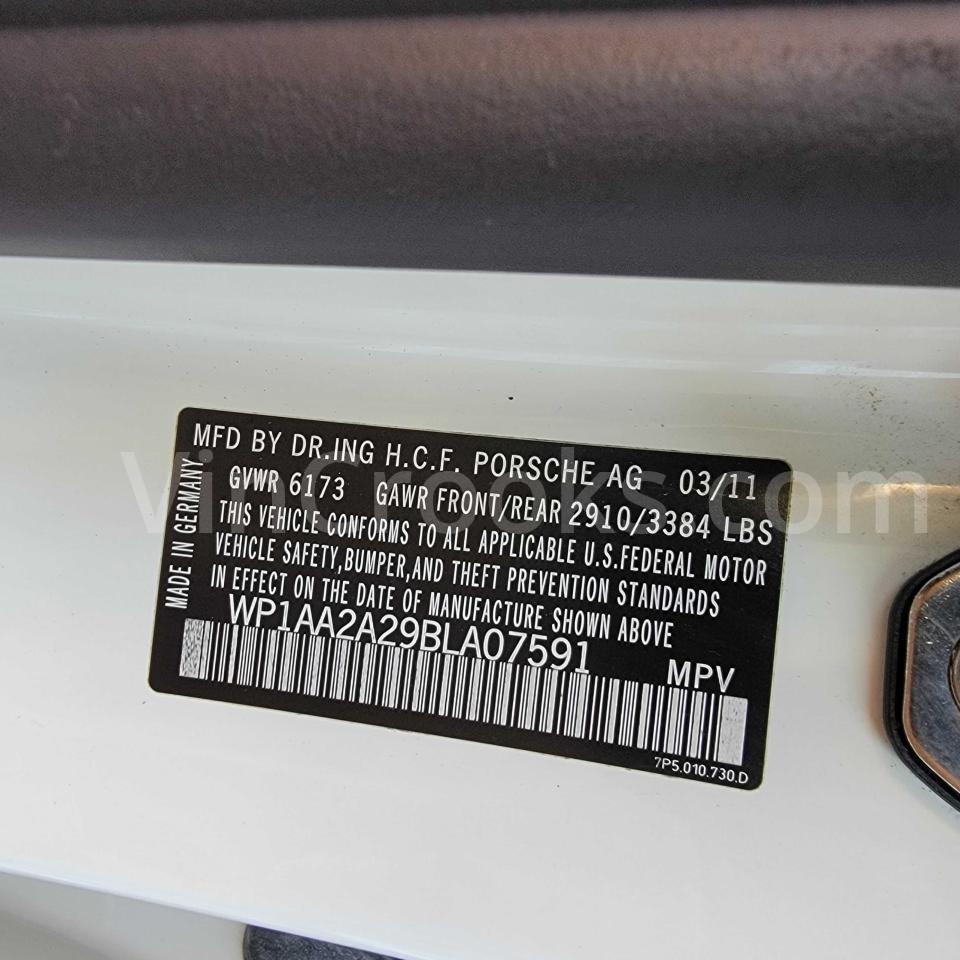 MFD BY DR.ING H.C.F. PORSCHE AG 03/11
GVWR 6173 GAWR FRONT/REAR 2910/3384 LBS
THIS VEHICLE CONFORMS TO ALL APPLICABLE U.S.FEDERAL MOTOR
VEHICLE SAFETY,BUMPER,AND THEFT PREVENTION STANDARDS
IN EFFECT ON THE DATE OF MANUFACTURE SHOWN ABOVE
WP1AA2A29BLA07591 MPV
7P5.010.730.D
MADE IN GERMANY
VinCrooks.com